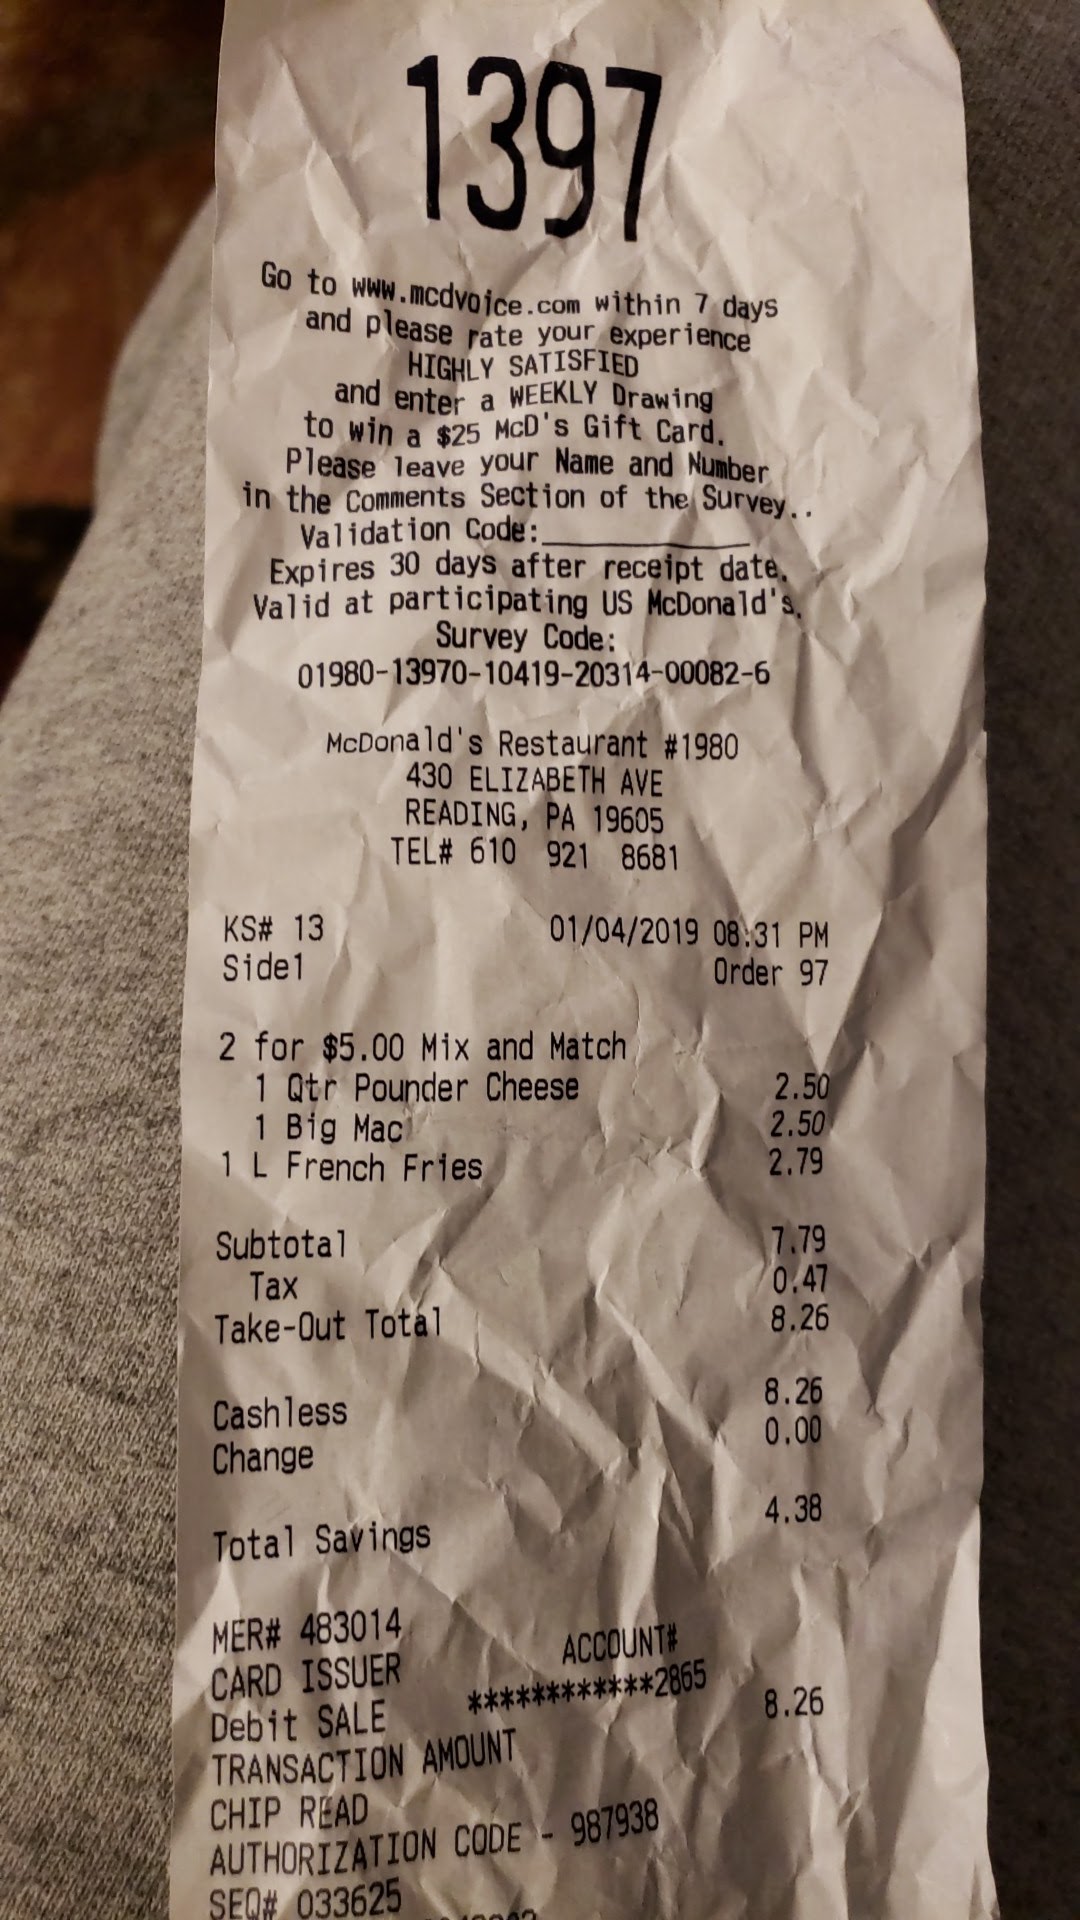 1397
Go to www.mcdvoice.com within 7 days
and please rate your experience
HIGHLY SATISFIED
and enter a WEEKLY Drawing
to win a $25 McD's Gift Card.
Please leave your Name and Number
in the Comments Section of the Survey..
Validation Code:____________
Expires 30 days after receipt date.
Valid at participating US McDonald's.
Survey Code:
01980-13970-10419-20314-00082-6
McDonald's Restaurant #1980
430 ELIZABETH AVE
READING, PA 19605
TEL# 610 921 8681
KS# 13 01/04/2019 08:31 PM
Side1 Order 97
2 for $5.00 Mix and Match
1 Qtr Pounder Cheese 2.50
1 Big Mac 2.50
1 L French Fries 2.79
Subtotal 7.79
Tax 0.47
Take-Out Total 8.26
Cashless 8.26
Change 0.00
Total Savings 4.38
MER# 483014
CARD ISSUER ACCOUNT#
Debit SALE ************2865
TRANSACTION AMOUNT 8.26
CHIP READ
AUTHORIZATION CODE - 987938
SEQ# 033625